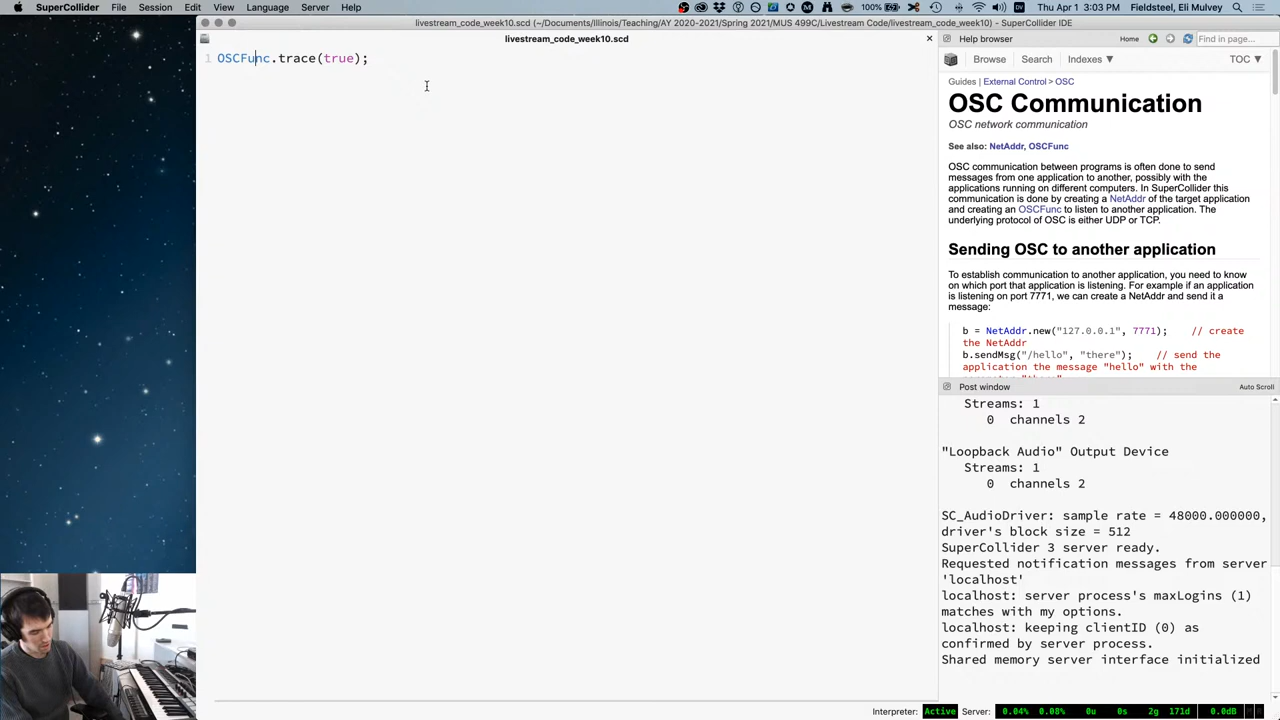 SuperCollider File Session Edit View Language Server Help 100% Thu Apr 1 3:03 PM Fieldsteel, Eli Mulvey
livestream_code_week10.scd (~/Documents/Illinois/Teaching/AY 2020-2021/Spring 2021/MUS 499C/Livestream Code/livestream_code_week10) - SuperCollider IDE
livestream_code_week10.scd
1 OSCFunc.trace(true);
Help browser Home Find in page...
Browse Search Indexes ▼ TOC ▼
Guides | External Control > OSC
OSC Communication
OSC network communication
See also: NetAddr, OSCFunc
OSC communication between programs is often done to send
messages from one application to another, possibly with the
applications running on different computers. In SuperCollider this
communication is done by creating a NetAddr of the target application
and creating an OSCFunc to listen to another application. The
underlying protocol of OSC is either UDP or TCP.
Sending OSC to another application
To establish communication to another application, you need to know
on which port that application is listening. For example if an application
is listening on port 7771, we can create a NetAddr and send it a
message:
b = NetAddr.new("127.0.0.1", 7771); // create
the NetAddr
b.sendMsg("/hello", "there"); // send the
application the message "hello" with the
Post window Auto Scroll
Streams: 1
0 channels 2
"Loopback Audio" Output Device
Streams: 1
0 channels 2
SC_AudioDriver: sample rate = 48000.000000,
driver's block size = 512
SuperCollider 3 server ready.
Requested notification messages from server
'localhost'
localhost: server process's maxLogins (1)
matches with my options.
localhost: keeping clientID (0) as
confirmed by server process.
Shared memory server interface initialized
Interpreter: Active Server: 0.04% 0.08% 0u 0s 2g 171d 0.0dB